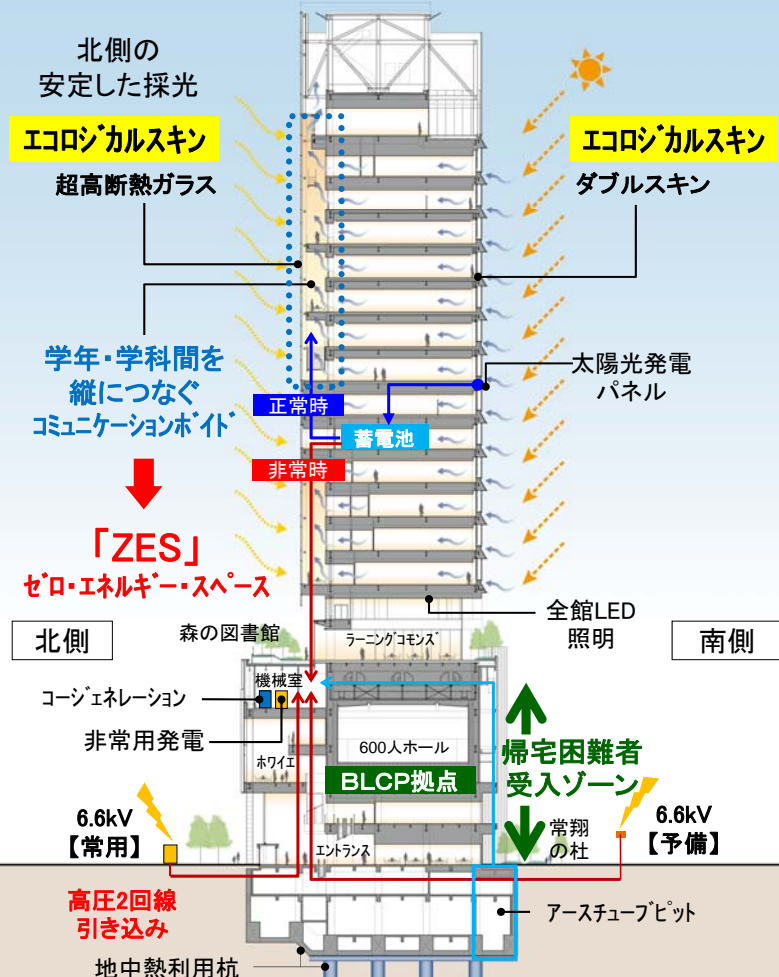 北側の
安定した採光
エコロジカルスキン
超高断熱ガラス
エコロジカルスキン
ダブルスキン
学年・学科間を
縦につなぐ
コミュニケーションボイド
「ZES」
ゼロ・エネルギー・スペース
太陽光発電
パネル
正常時
蓄電池
非常時
全館LED
照明
北側
森の図書館
ラーニングコモンズ
南側
機械室
コージェネレーション
非常用発電
ホワイエ
600人ホール
BLCP拠点
帰宅困難者
受入ゾーン
6.6kV
【常用】
エントランス
常翔
の杜
6.6kV
【予備】
高圧2回線
引き込み
アースチューブピット
地中熱利用杭